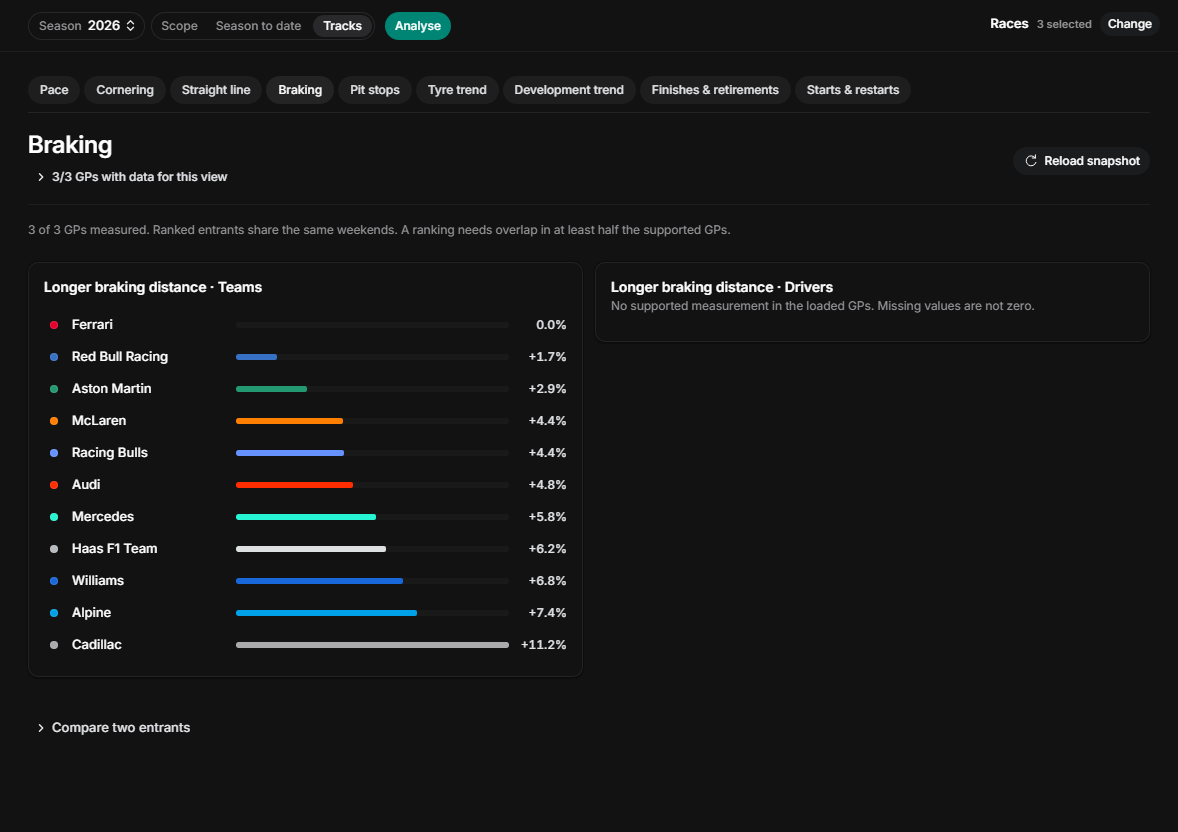 Season 2026 Scope Season to date Tracks Analyse Races 3 selected Change
Pace Cornering Straight line Braking Pit stops Tyre trend Development trend Finishes & retirements Starts & restarts
Braking
3/3 GPs with data for this view
Reload snapshot
3 of 3 GPs measured. Ranked entrants share the same weekends. A ranking needs overlap in at least half the supported GPs.
Longer braking distance · Teams
Ferrari 0.0%
Red Bull Racing +1.7%
Aston Martin +2.9%
McLaren +4.4%
Racing Bulls +4.4%
Audi +4.8%
Mercedes +5.8%
Haas F1 Team +6.2%
Williams +6.8%
Alpine +7.4%
Cadillac +11.2%
Longer braking distance · Drivers
No supported measurement in the loaded GPs. Missing values are not zero.
Compare two entrants